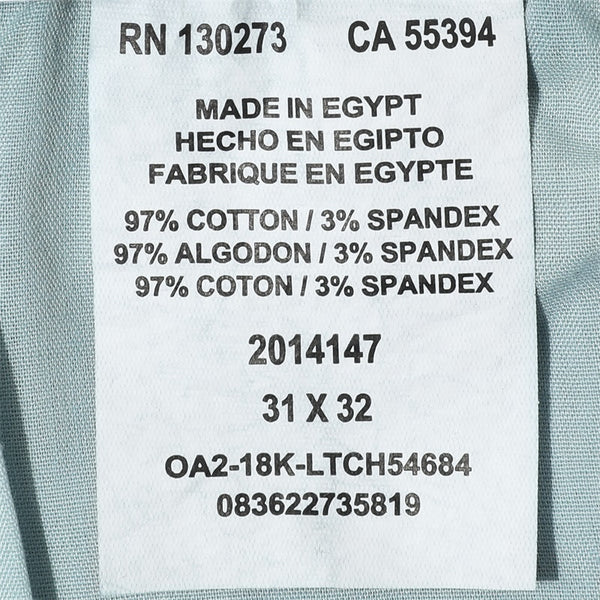 RN 130273 CA 55394
MADE IN EGYPT
HECHO EN EGIPTO
FABRIQUE EN EGYPTE
97% COTTON / 3% SPANDEX
97% ALGODON / 3% SPANDEX
97% COTON / 3% SPANDEX
2014147
31 X 32
OA2-18K-LTCH54684
083622735819